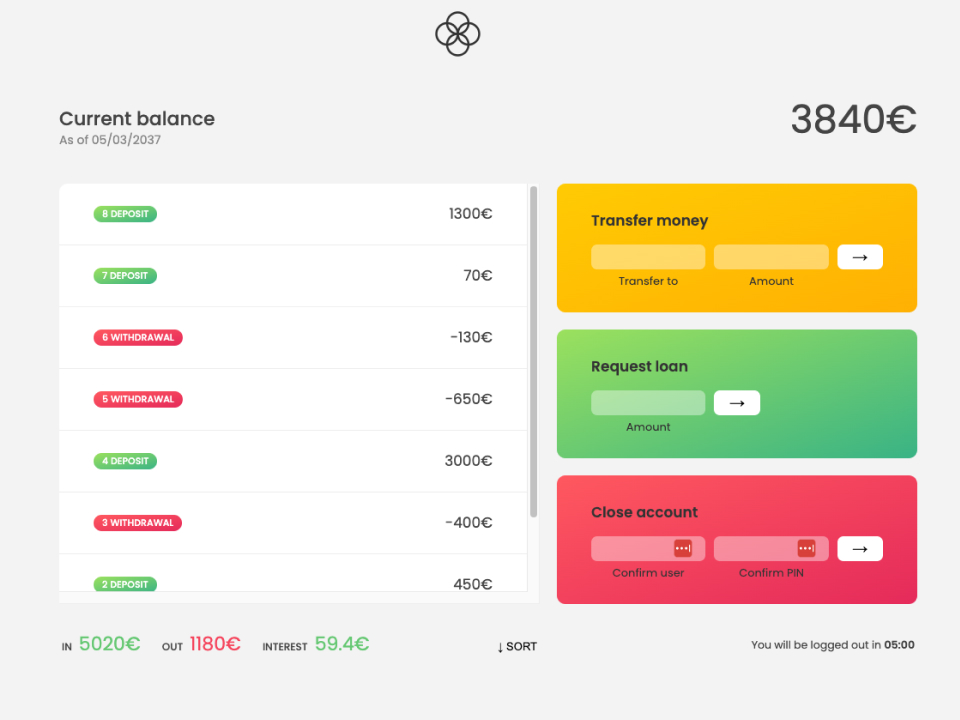 Current balance
As of 05/03/2037
3840€
8 DEPOSIT 1300€
7 DEPOSIT 70€
6 WITHDRAWAL -130€
5 WITHDRAWAL -650€
4 DEPOSIT 3000€
3 WITHDRAWAL -400€
2 DEPOSIT 450€
Transfer money
→
Transfer to Amount
Request loan
→
Amount
Close account
→
Confirm user Confirm PIN
IN 5020€ OUT 1180€ INTEREST 59.4€ ↓ SORT
You will be logged out in 05:00